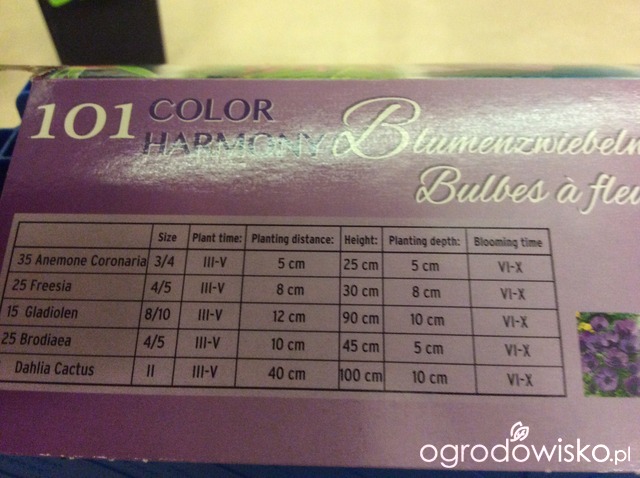 101 COLOR
HARMONY
Blumenzwiebeln
Bulbes à fleu
Size Plant time: Planting distance: Height: Planting depth: Blooming time
35 Anemone Coronaria 3/4 III-V 5 cm 25 cm 5 cm VI-X
25 Freesia 4/5 III-V 8 cm 30 cm 8 cm VI-X
15 Gladiolen 8/10 III-V 12 cm 90 cm 10 cm VI-X
25 Brodiaea 4/5 III-V 10 cm 45 cm 5 cm VI-X
Dahlia Cactus II III-V 40 cm 100 cm 10 cm VI-X
ogrodowisko.pl